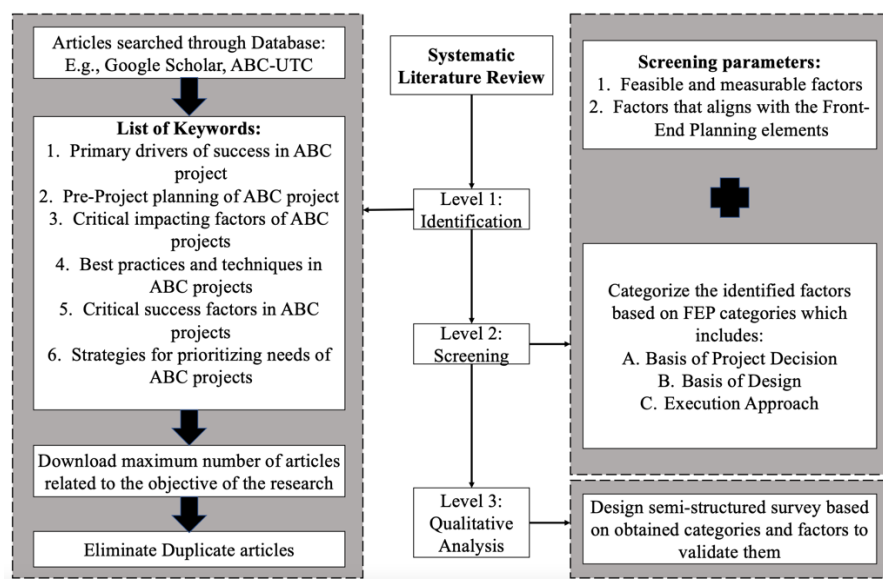 Articles searched through Database:
E.g., Google Scholar, ABC-UTC
List of Keywords:
1. Primary drivers of success in ABC
project
2. Pre-Project planning of ABC project
3. Critical impacting factors of ABC
projects
4. Best practices and techniques in
ABC projects
5. Critical success factors in ABC
projects
6. Strategies for prioritizing needs of
ABC projects
Download maximum number of articles
related to the objective of the research
Eliminate Duplicate articles
Systematic
Literature Review
Level 1:
Identification
Level 2:
Screening
Level 3:
Qualitative
Analysis
Screening parameters:
1. Feasible and measurable factors
2. Factors that aligns with the Front-
End Planning elements
Categorize the identified factors
based on FEP categories which
includes:
A. Basis of Project Decision
B. Basis of Design
C. Execution Approach
Design semi-structured survey based
on obtained categories and factors to
validate them